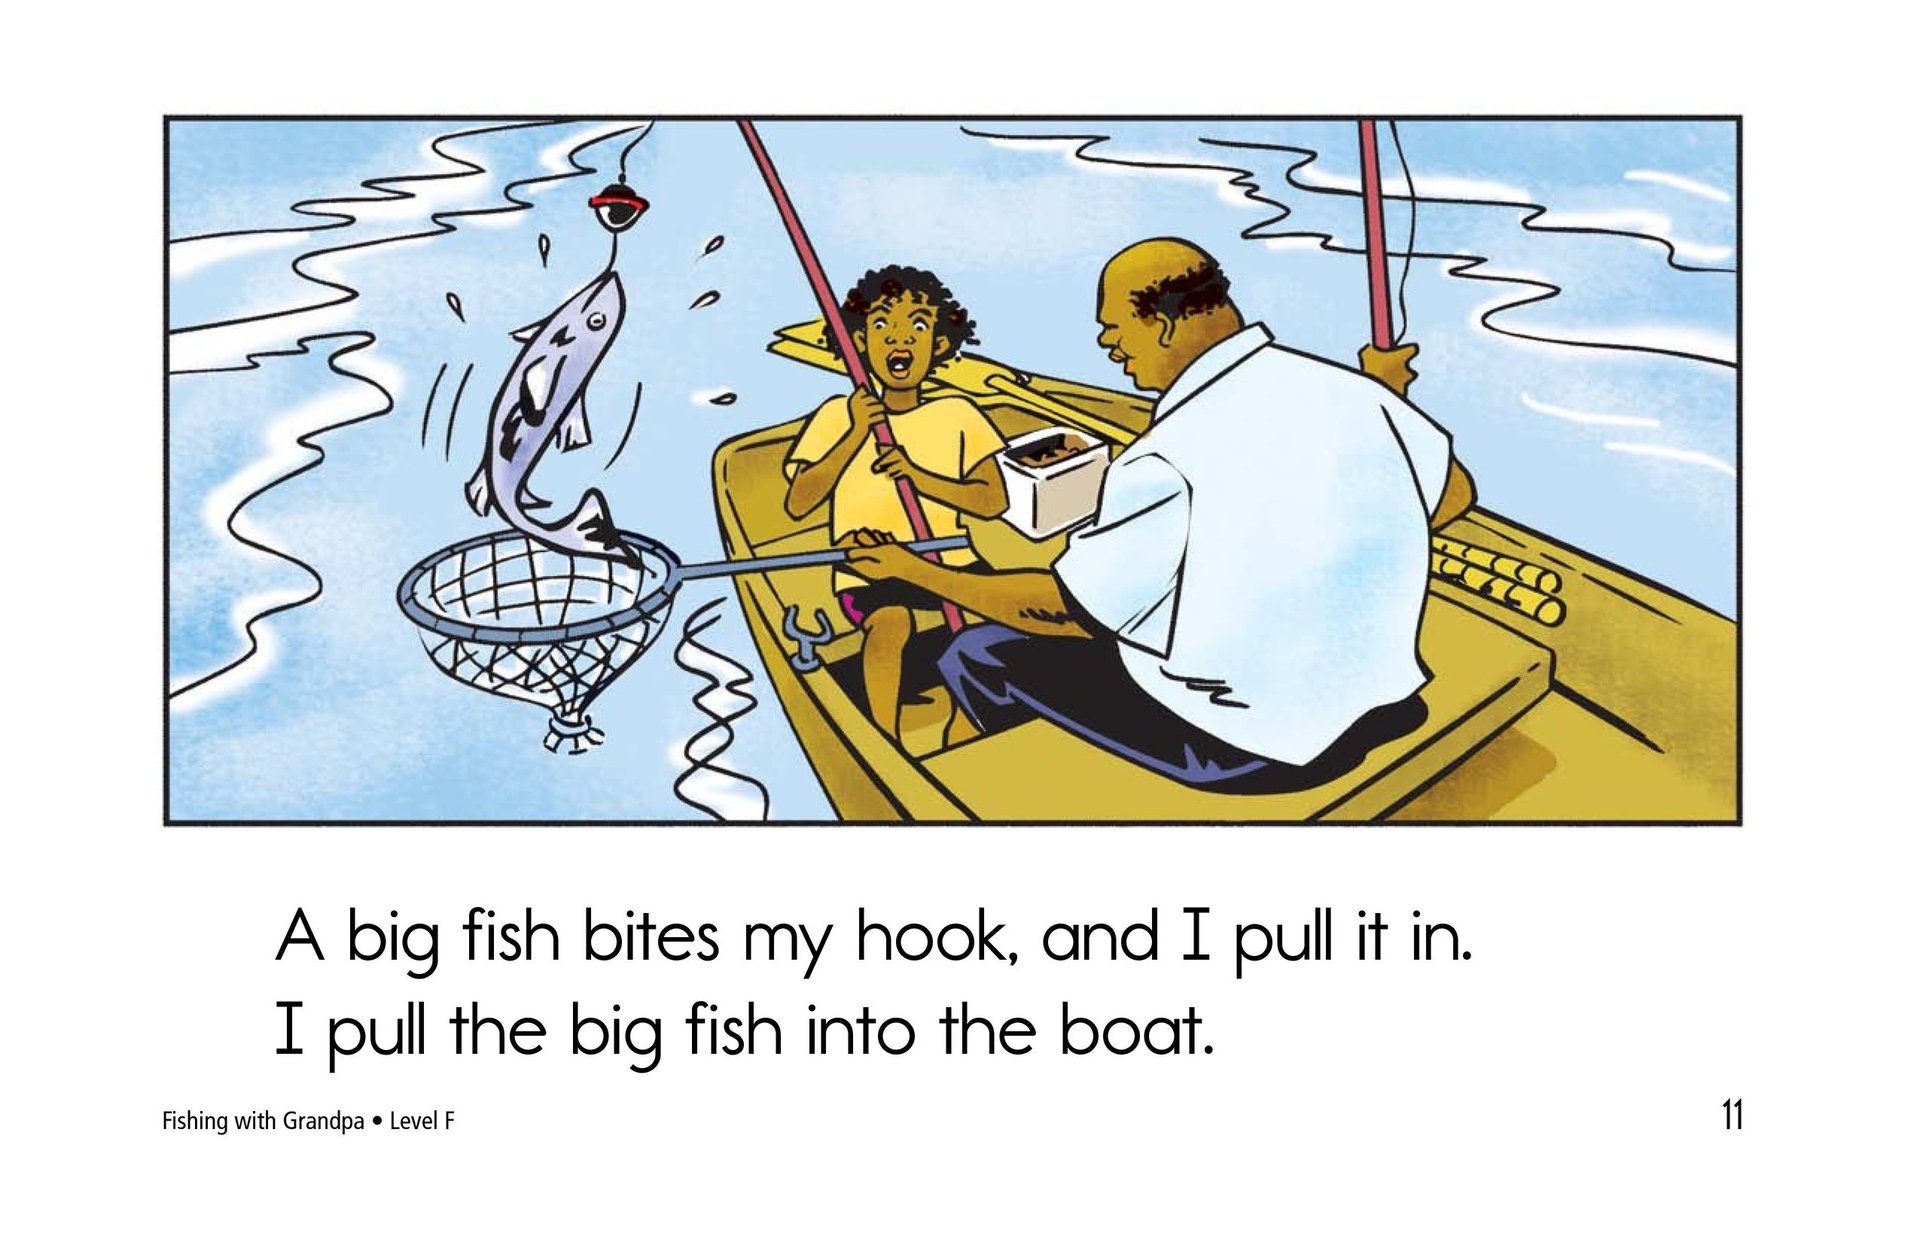 A big fish bites my hook, and I pull it in.
I pull the big fish into the boat.
Fishing with Grandpa • Level F
11